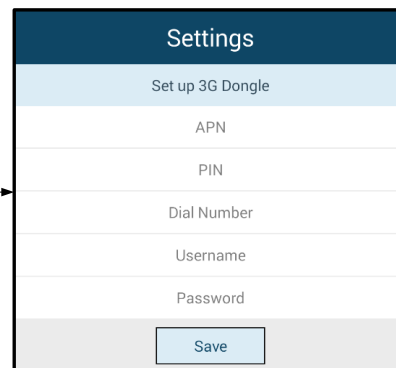 Settings
Set up 3G Dongle
APN
PIN
Dial Number
Username
Password
Save